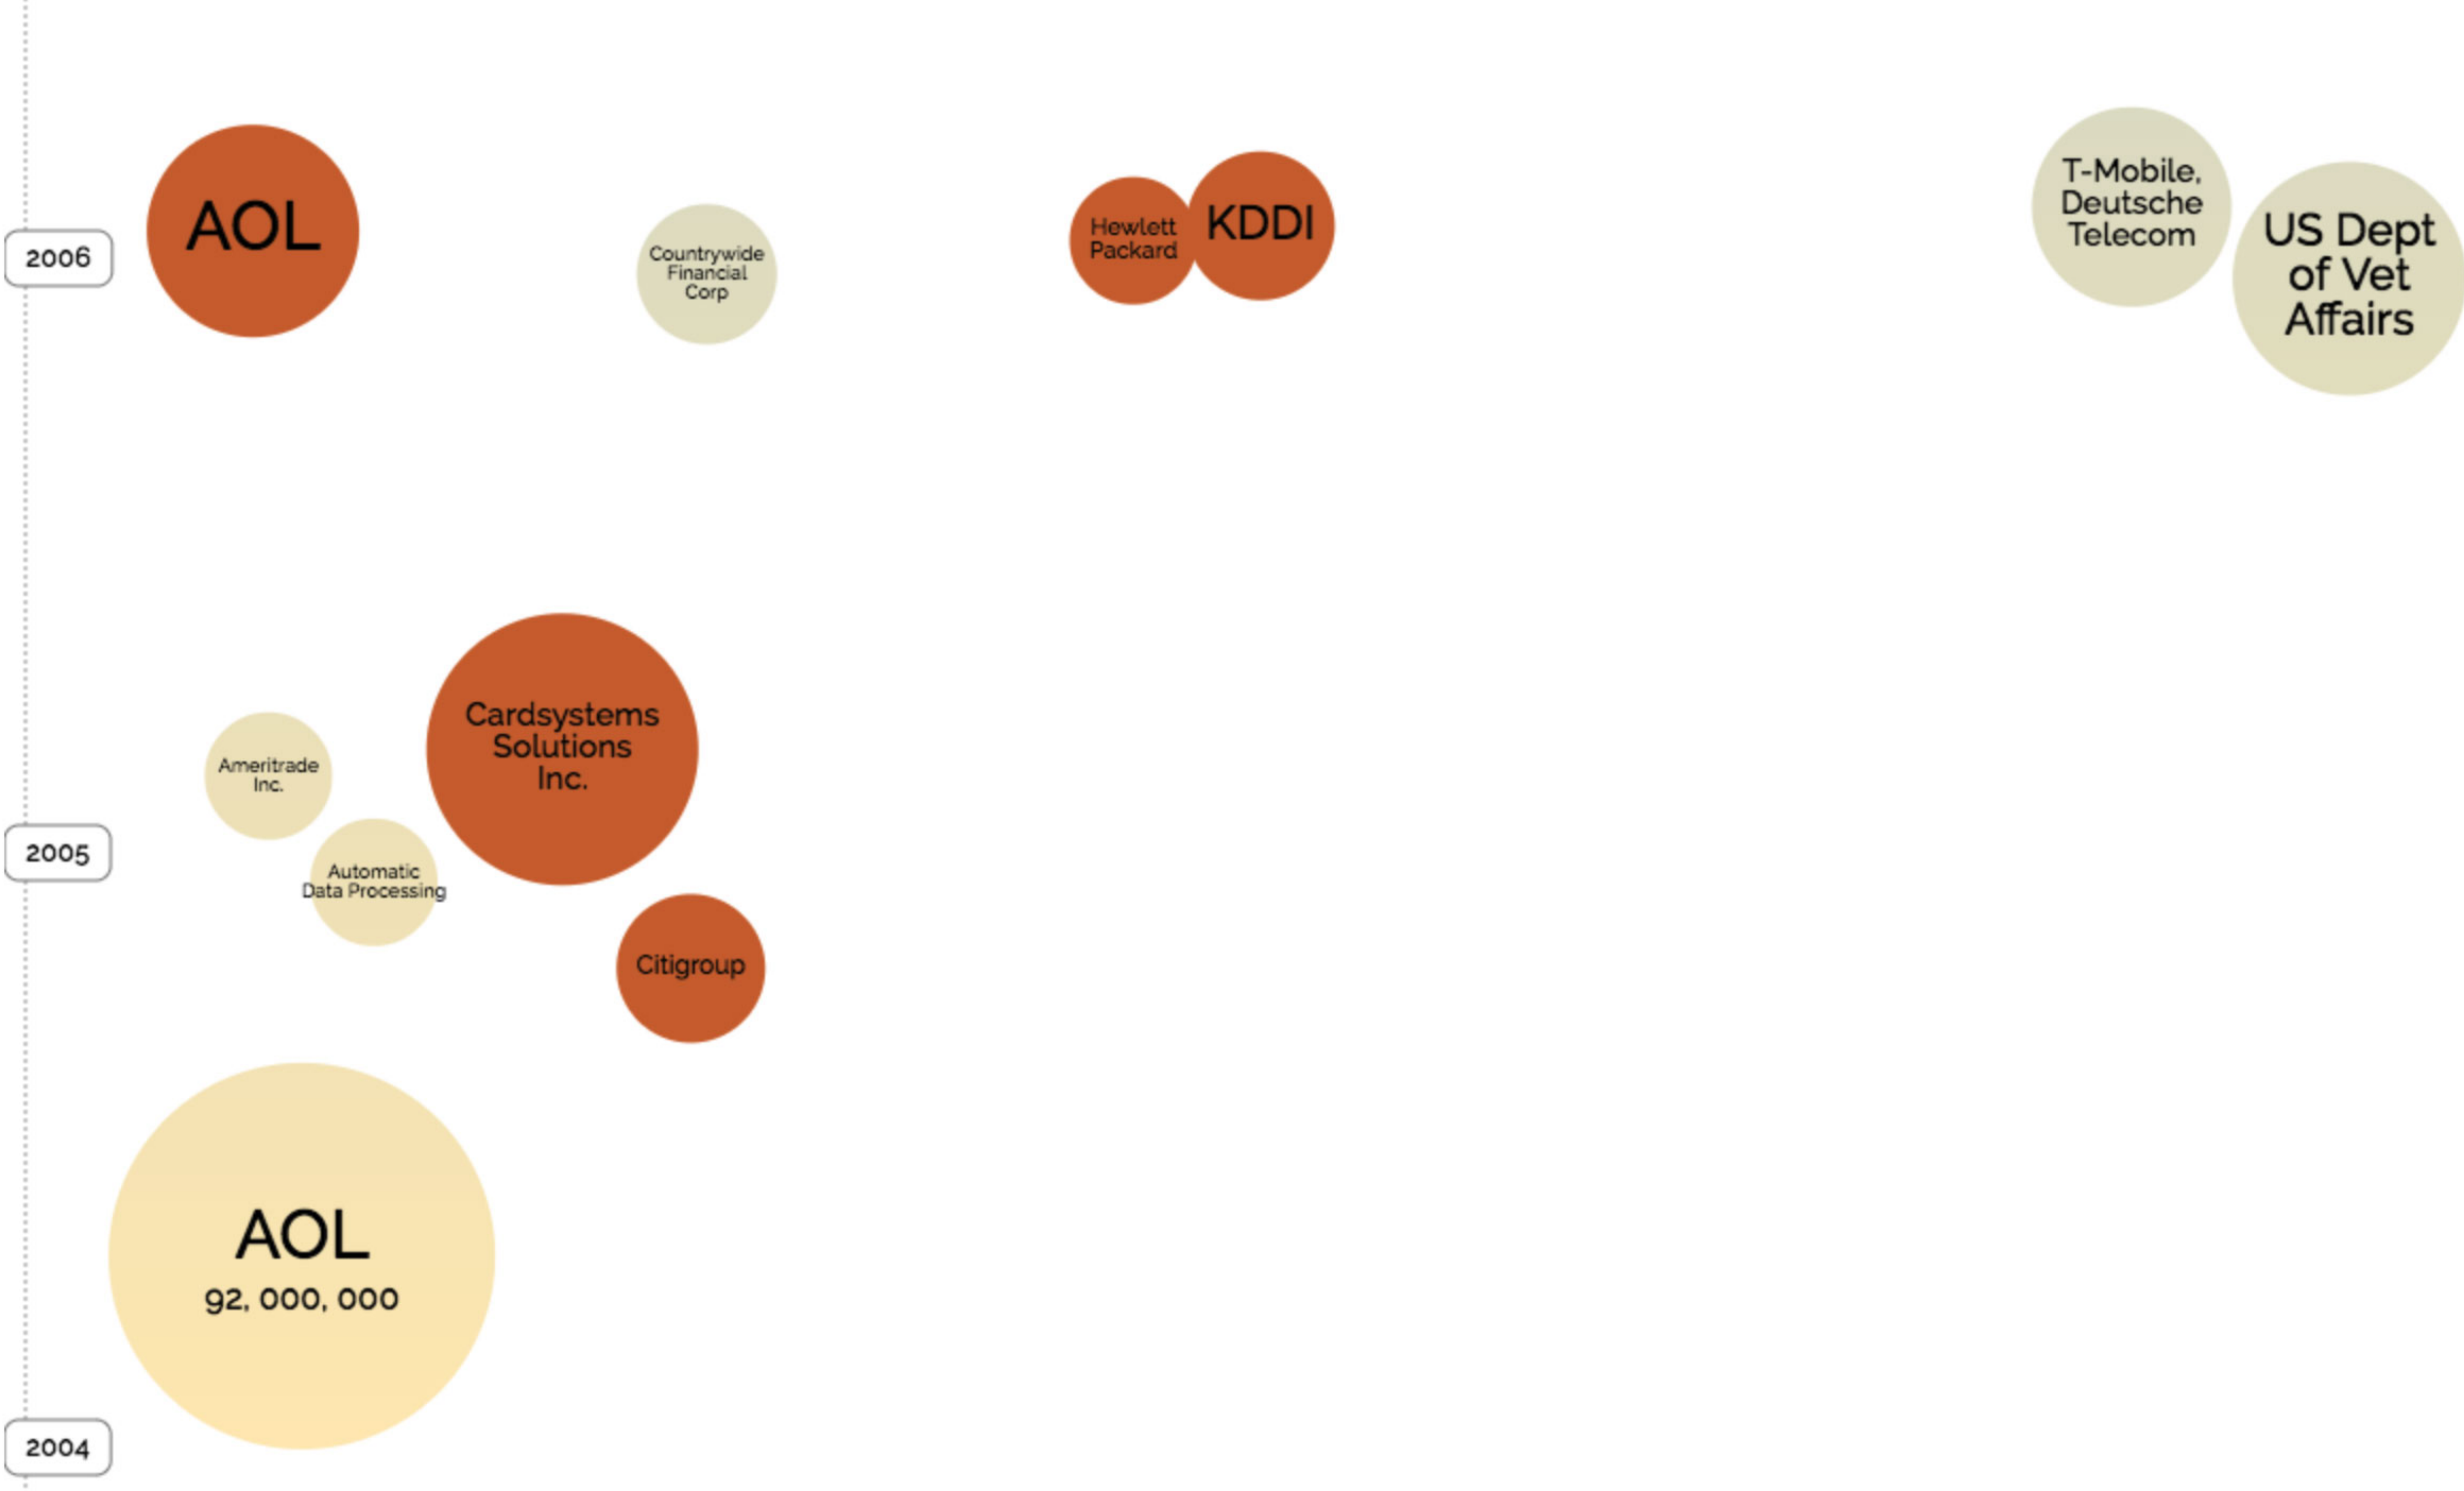 2006
AOL
Countrywide
Financial
Corp
Hewlett
Packard
KDDI
T-Mobile,
Deutsche
Telecom
US Dept
of Vet
Affairs
Cardsystems
Solutions
Inc.
Ameritrade
Inc.
2005
Automatic
Data Processing
Citigroup
AOL
92, 000, 000
2004